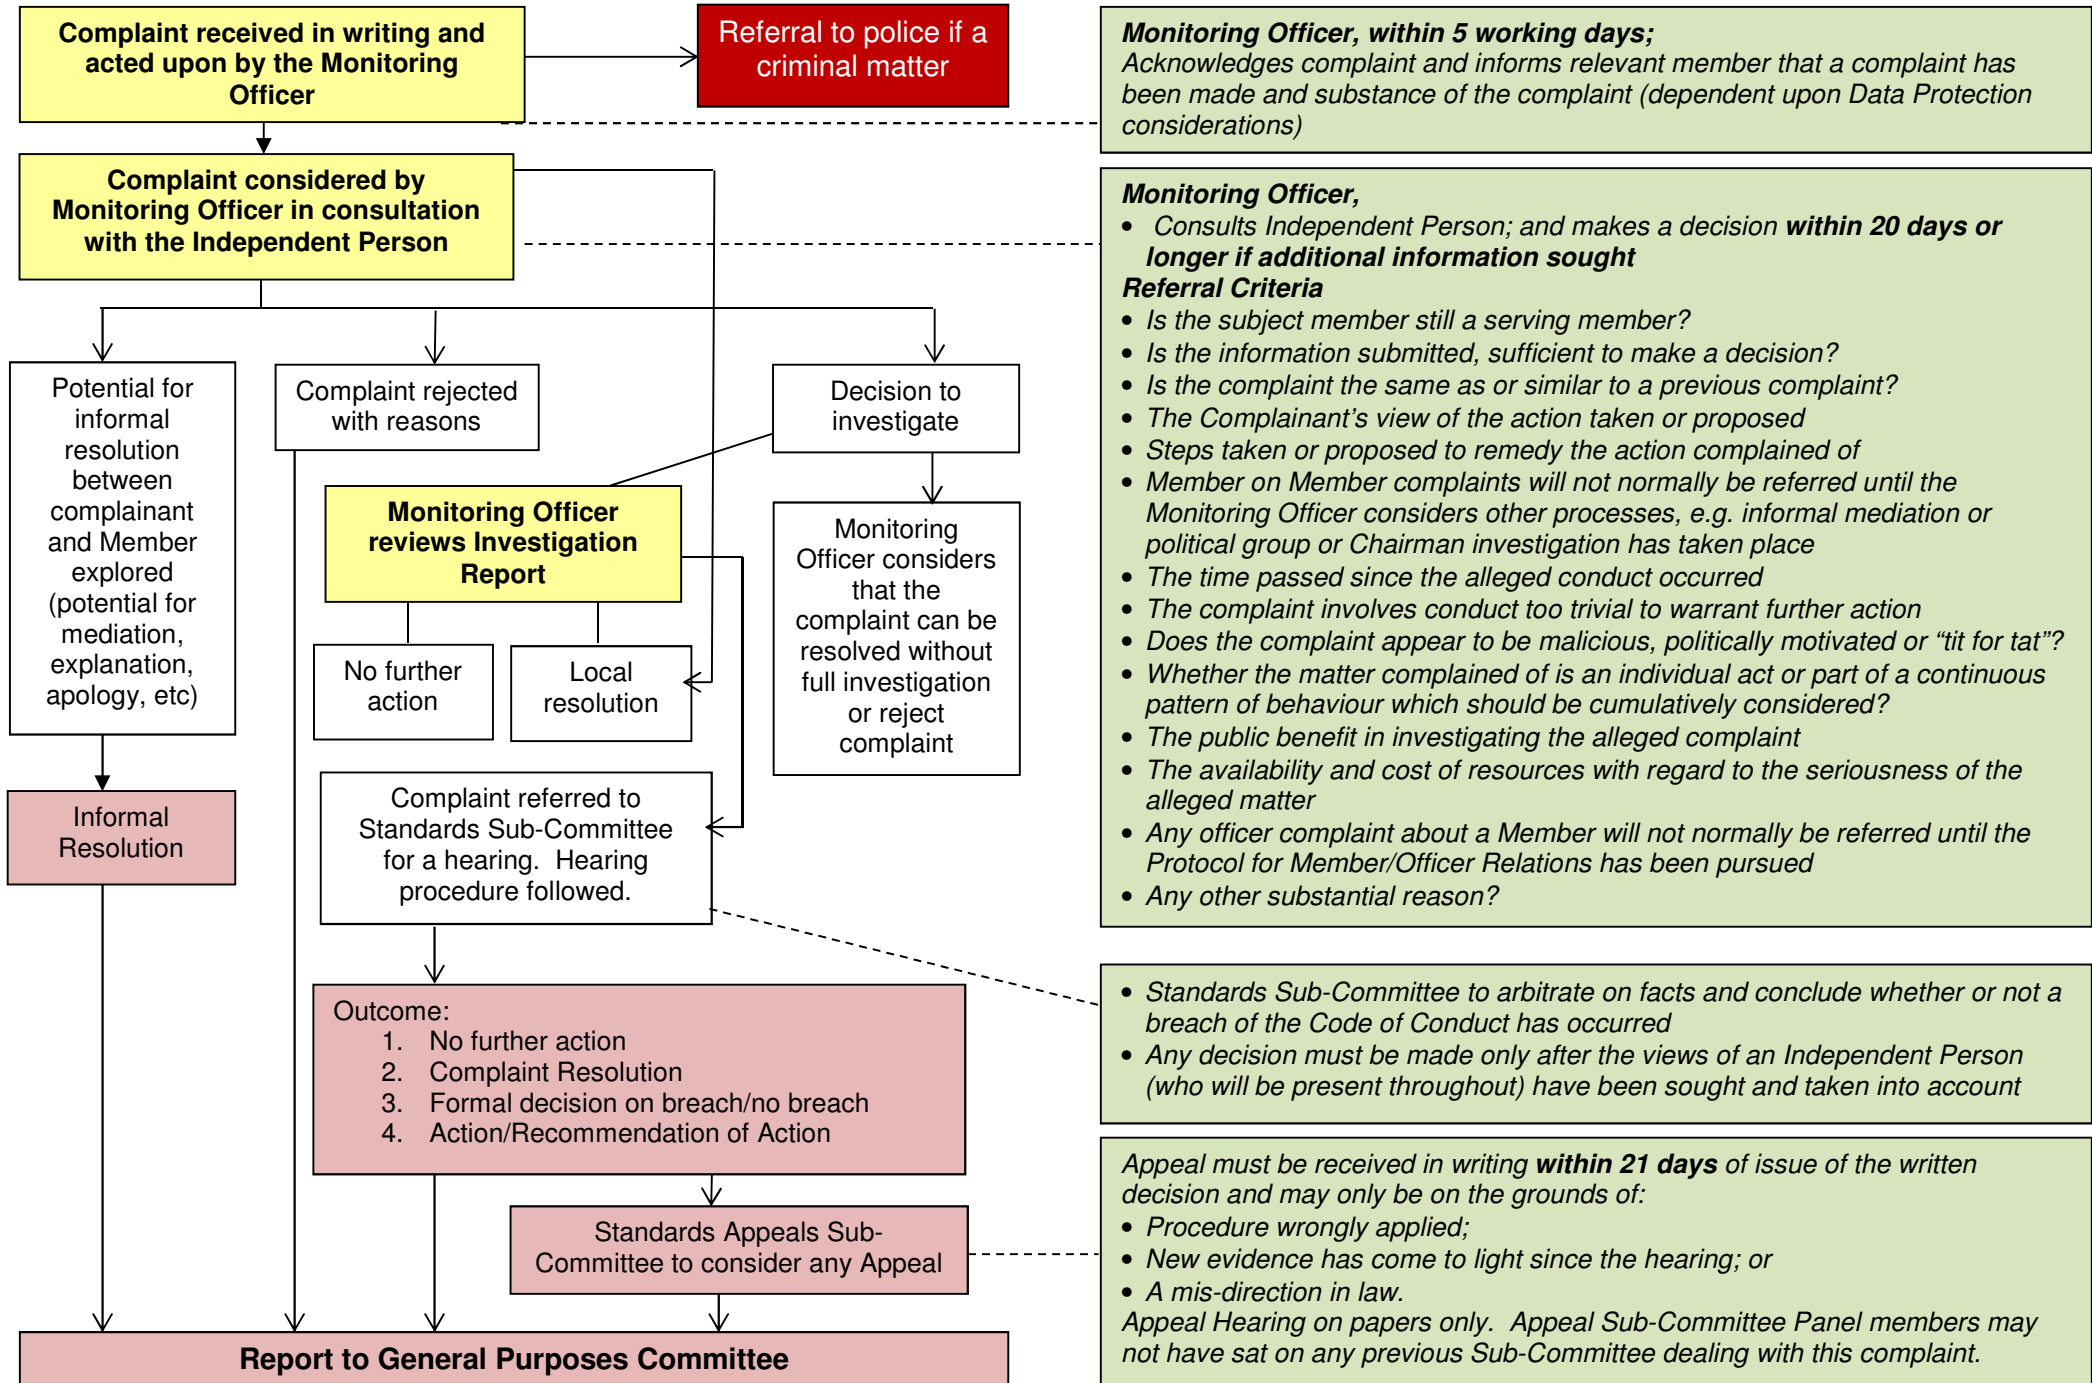 Complaint received in writing and
acted upon by the Monitoring
Officer
Referral to police if a
criminal matter
Monitoring Officer, within 5 working days;
Acknowledges complaint and informs relevant member that a complaint has
been made and substance of the complaint (dependent upon Data Protection
considerations)
Complaint considered by
Monitoring Officer in consultation
with the Independent Person
Monitoring Officer,
• Consults Independent Person; and makes a decision within 20 days or
longer if additional information sought
Referral Criteria
• Is the subject member still a serving member?
• Is the information submitted, sufficient to make a decision?
• Is the complaint the same as or similar to a previous complaint?
• The Complainant's view of the action taken or proposed
• Steps taken or proposed to remedy the action complained of
• Member on Member complaints will not normally be referred until the
Monitoring Officer considers other processes, e.g. informal mediation or
political group or Chairman investigation has taken place
• The time passed since the alleged conduct occurred
• The complaint involves conduct too trivial to warrant further action
• Does the complaint appear to be malicious, politically motivated or “tit for tat”?
• Whether the matter complained of is an individual act or part of a continuous
pattern of behaviour which should be cumulatively considered?
• The public benefit in investigating the alleged complaint
• The availability and cost of resources with regard to the seriousness of the
alleged matter
• Any officer complaint about a Member will not normally be referred until the
Protocol for Member/Officer Relations has been pursued
• Any other substantial reason?
Potential for
informal
resolution
between
complainant
and Member
explored
(potential for
mediation,
explanation,
apology, etc)
Complaint rejected
with reasons
Decision to
investigate
Monitoring Officer
reviews Investigation
Report
Monitoring
Officer considers
that the
complaint can be
resolved without
full investigation
or reject
complaint
No further
action
Local
resolution
Informal
Resolution
Complaint referred to
Standards Sub-Committee
for a hearing. Hearing
procedure followed.
Outcome:
1. No further action
2. Complaint Resolution
3. Formal decision on breach/no breach
4. Action/Recommendation of Action
• Standards Sub-Committee to arbitrate on facts and conclude whether or not a
breach of the Code of Conduct has occurred
• Any decision must be made only after the views of an Independent Person
(who will be present throughout) have been sought and taken into account
Standards Appeals Sub-
Committee to consider any Appeal
Appeal must be received in writing within 21 days of issue of the written
decision and may only be on the grounds of:
• Procedure wrongly applied;
• New evidence has come to light since the hearing; or
• A mis-direction in law.
Appeal Hearing on papers only. Appeal Sub-Committee Panel members may
not have sat on any previous Sub-Committee dealing with this complaint.
Report to General Purposes Committee